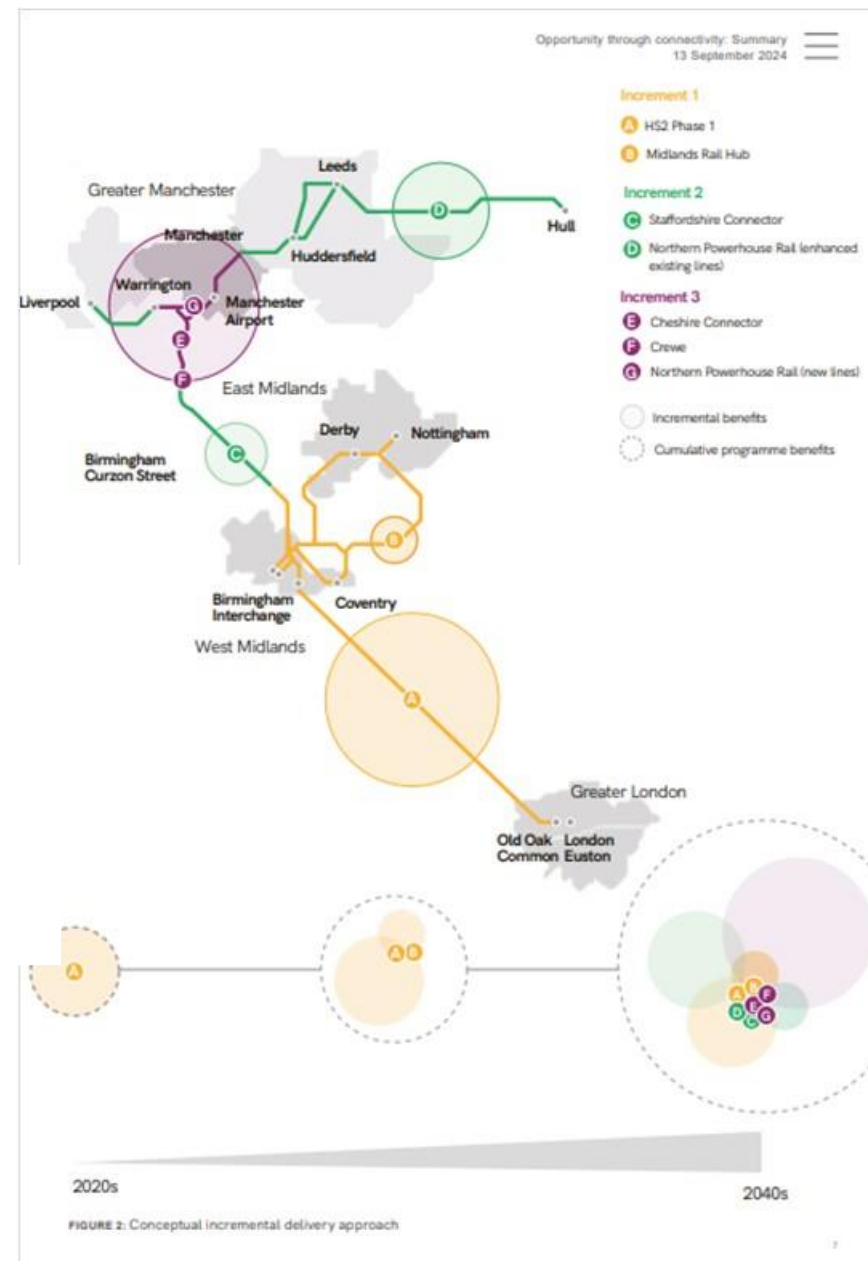 Opportunity through connectivity: Summary
13 September 2024
Increment 1
A HS2 Phase 1
B Midlands Rail Hub
Increment 2
C Staffordshire Connector
D Northern Powerhouse Rail (enhanced
existing lines)
Increment 3
E Cheshire Connector
F Crewe
G Northern Powerhouse Rail (new lines)
Incremental benefits
Cumulative programme benefits
Leeds
Greater Manchester
D
Hull
Manchester
Huddersfield
Warrington
Liverpool
G
Manchester
Airport
E
F
East Midlands
Derby
Nottingham
C
Birmingham
Curzon Street
B
Birmingham
Interchange
Coventry
West Midlands
A
Greater London
Old Oak
Common
London
Euston
A
A B
A B F
E
D C G
2020s
2040s
FIGURE 2: Conceptual incremental delivery approach
7